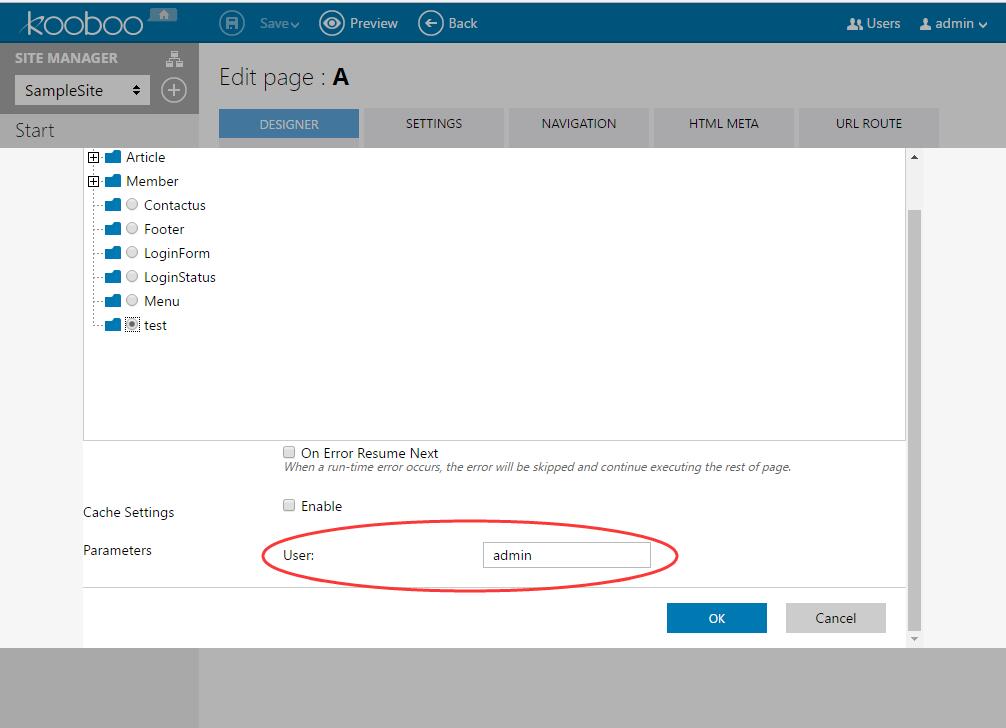 kooboo Save Preview Back Users admin
SITE MANAGER
SampleSite
Start
Edit page : A
DESIGNER SETTINGS NAVIGATION HTML META URL ROUTE
Article
Member
Contactus
Footer
LoginForm
LoginStatus
Menu
test
On Error Resume Next
When a run-time error occurs, the error will be skipped and continue executing the rest of page.
Cache Settings Enable
Parameters User: admin
OK Cancel